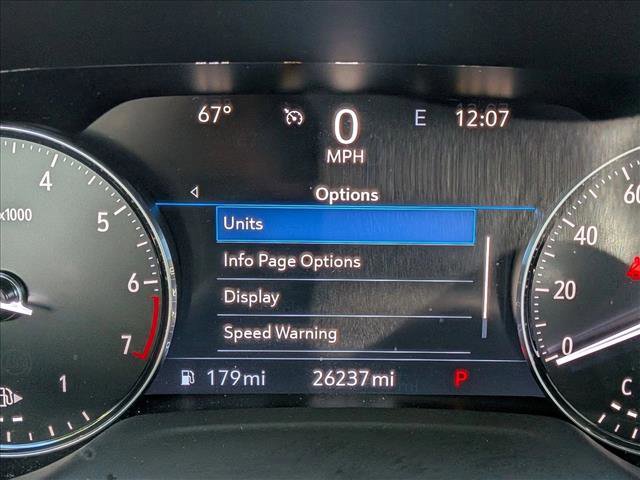 67° 0 E 12:07
MPH
Options
Units
Info Page Options
Display
Speed Warning
179mi 26237mi P
x1000
4
5
6
7
1
60
40
20
0
C